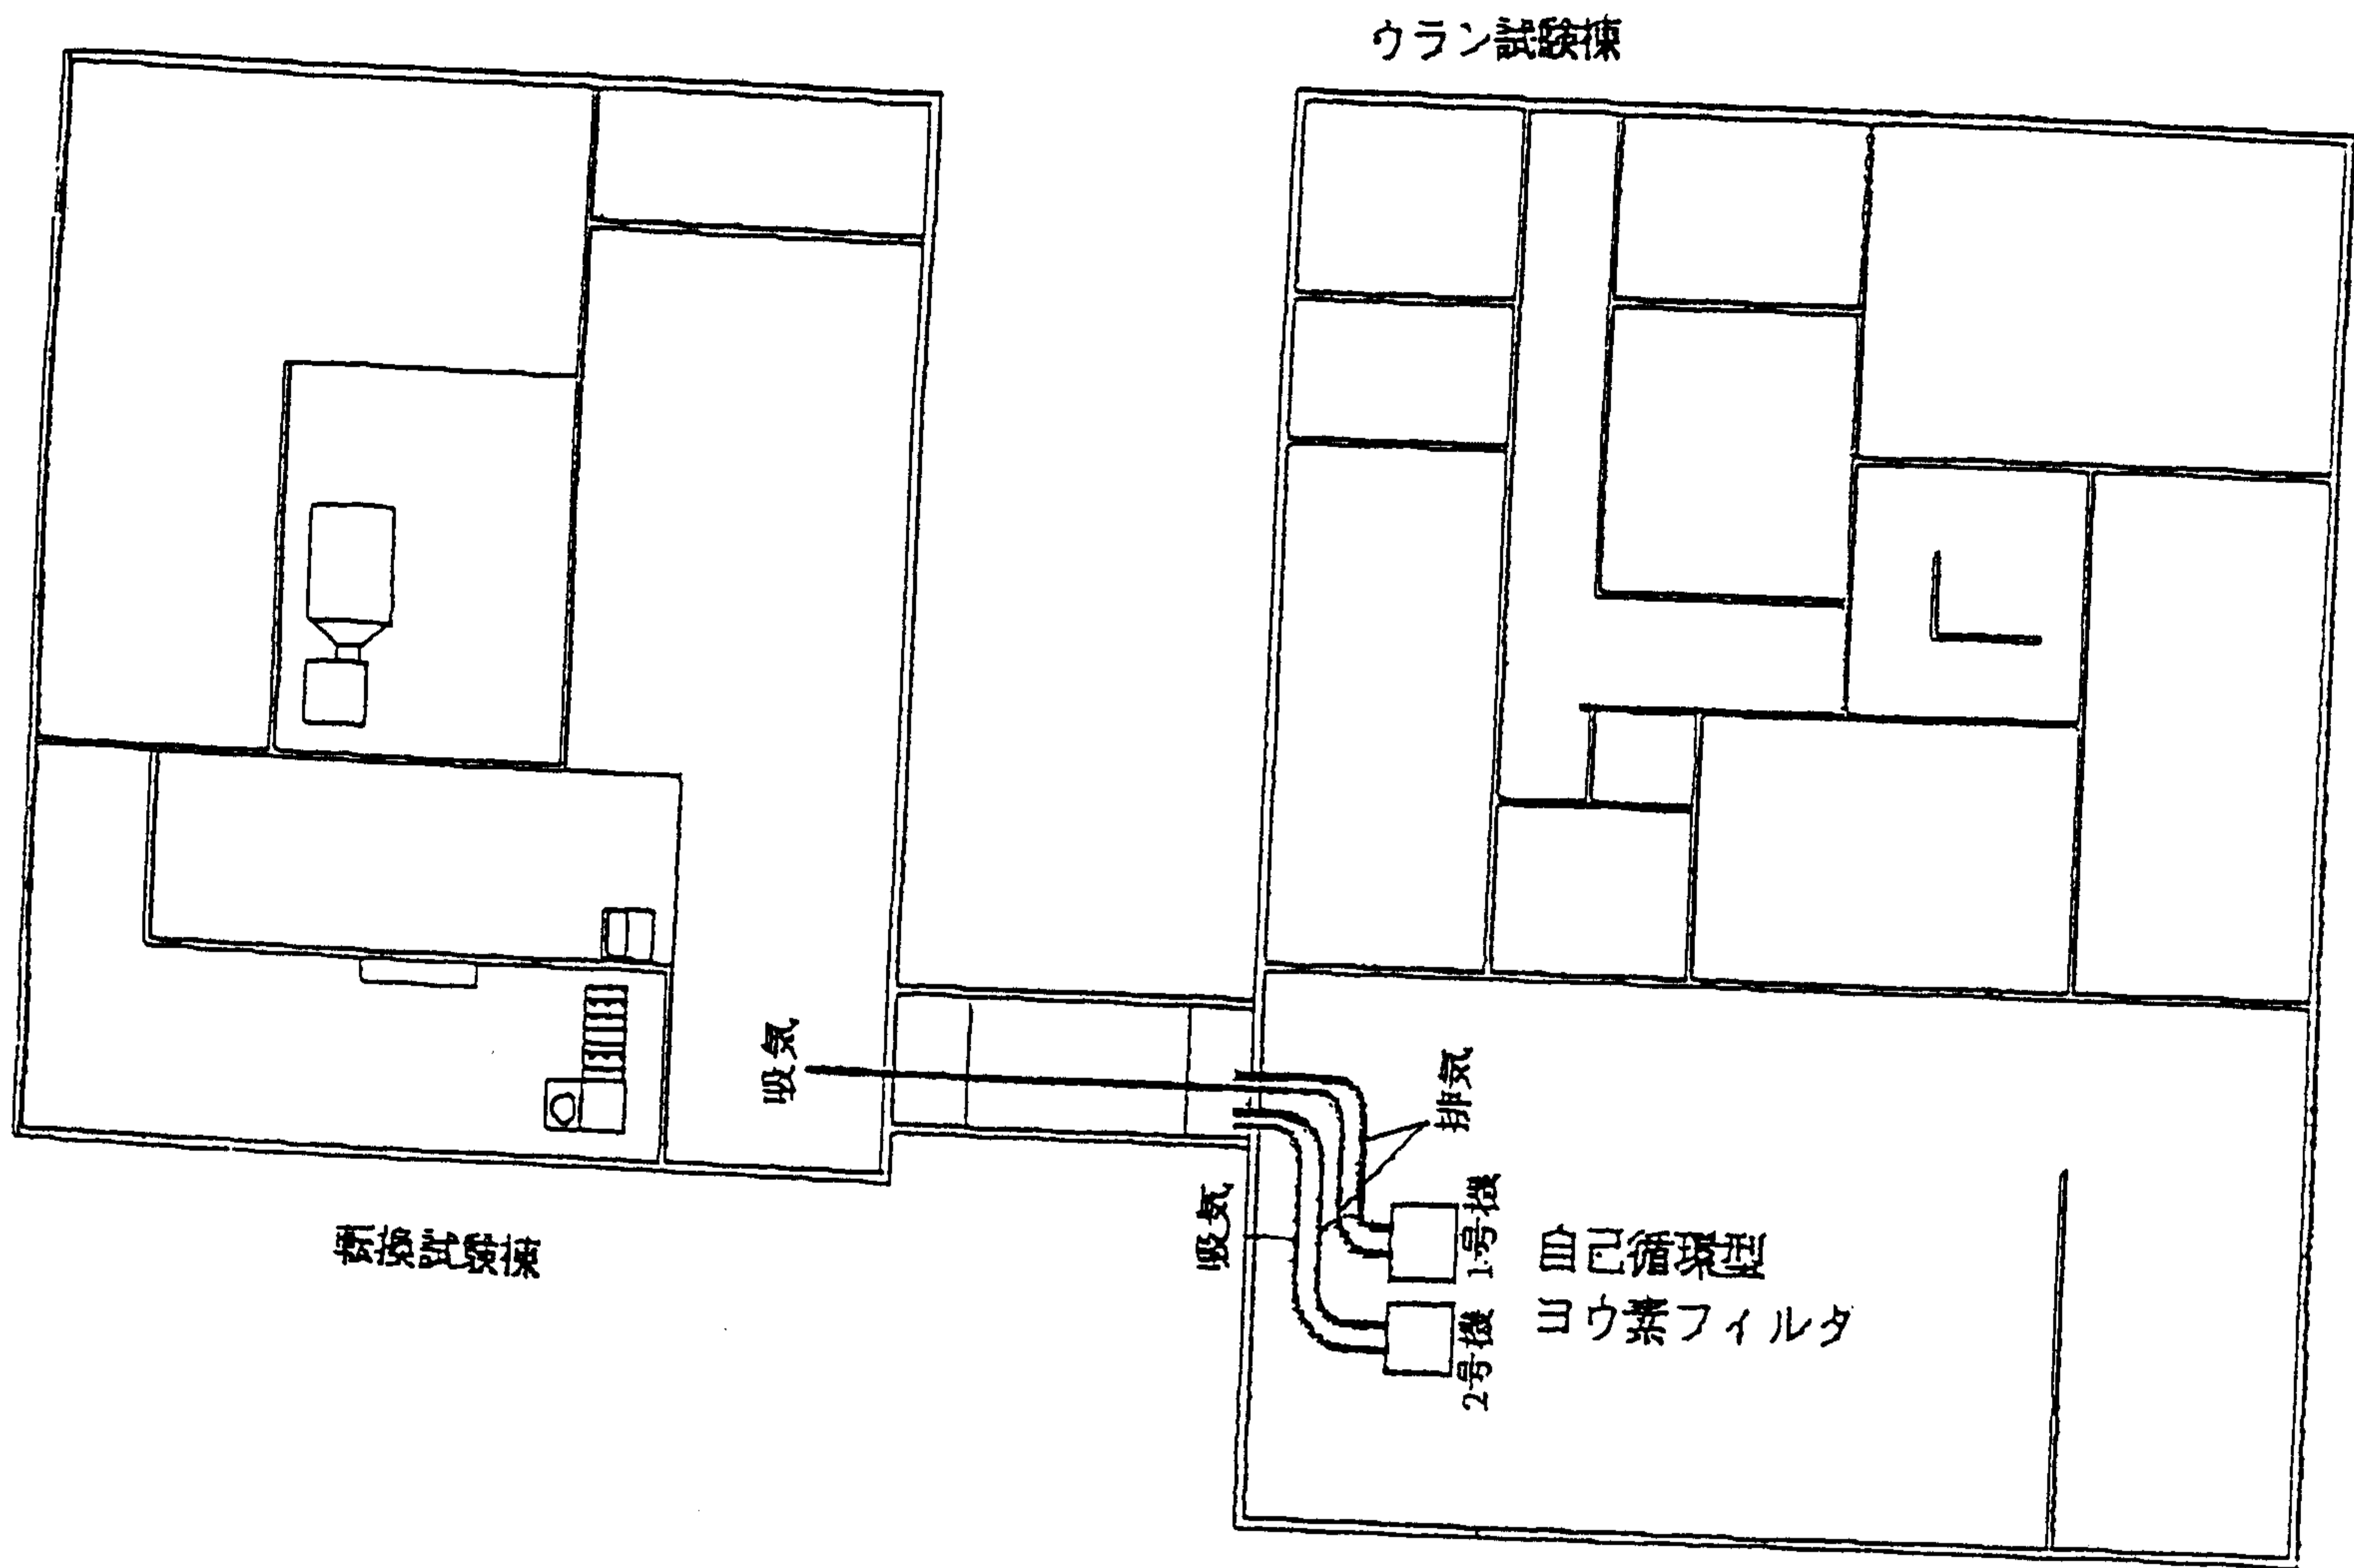 ウラン試験棟
吸気
排気
吸気
1号機
2号機
自己循環型
ヨウ素フィルタ
転換試験棟